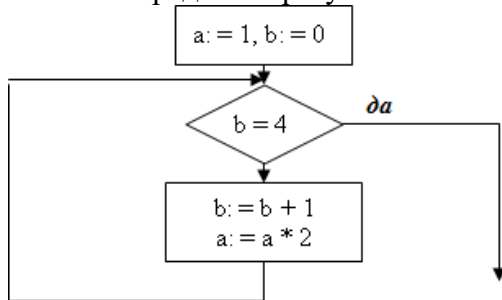 a: = 1, b: = 0
b = 4
да
b: = b + 1
a: = a * 2